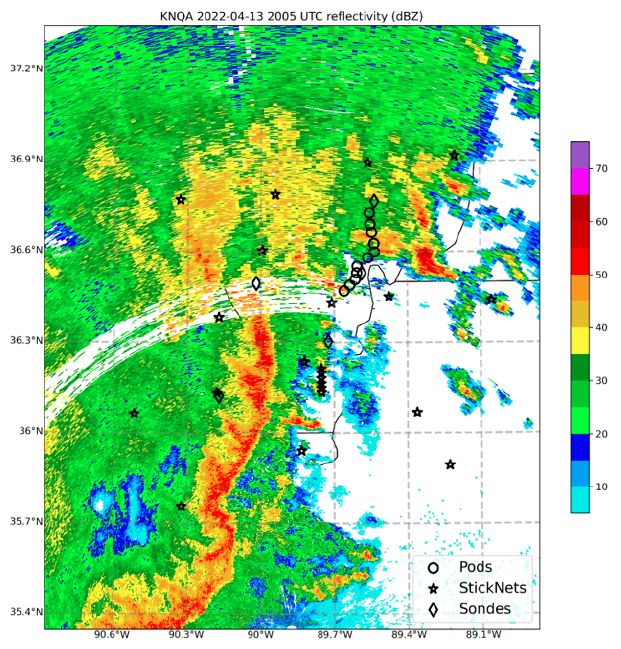 KNQA 2022-04-13 2005 UTC reflectivity (dBZ)
37.2°N
36.9°N
36.6°N
36.3°N
36°N
35.7°N
35.4°N
90.6°W
90.3°W
90°W
89.7°W
89.4°W
89.1°W
70
60
50
40
30
20
10
Pods
StickNets
Sondes